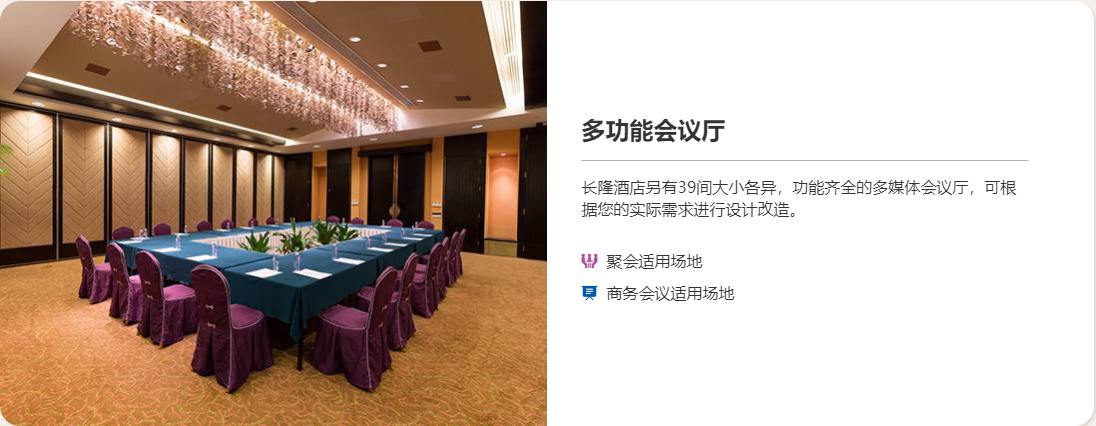 多功能会议厅
长隆酒店另有39间大小各异，功能齐全的多媒体会议厅，可根
据您的实际需求进行设计改造。
聚会适用场地
商务会议适用场地